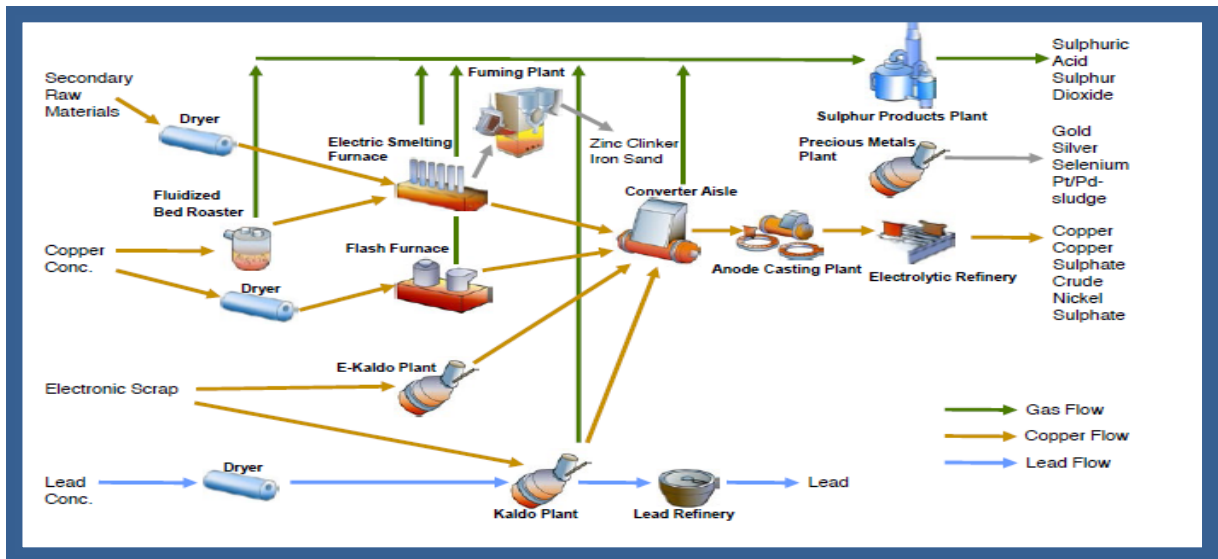 Secondary
Raw
Materials
Dryer
Fluidized
Bed Roaster
Copper
Conc.
Dryer
Electronic Scrap
Lead
Conc.
Dryer
Fuming Plant
Electric Smelting
Furnace
Zinc Clinker
Iron Sand
Flash Furnace
E-Kaldo Plant
Kaldo Plant
Lead Refinery
Lead
Converter Aisle
Anode Casting Plant
Electrolytic Refinery
Sulphur Products Plant
Precious Metals
Plant
Sulphuric
Acid
Sulphur
Dioxide
Gold
Silver
Selenium
Pt/Pd-
sludge
Copper
Copper
Sulphate
Crude
Nickel
Sulphate
Gas Flow
Copper Flow
Lead Flow